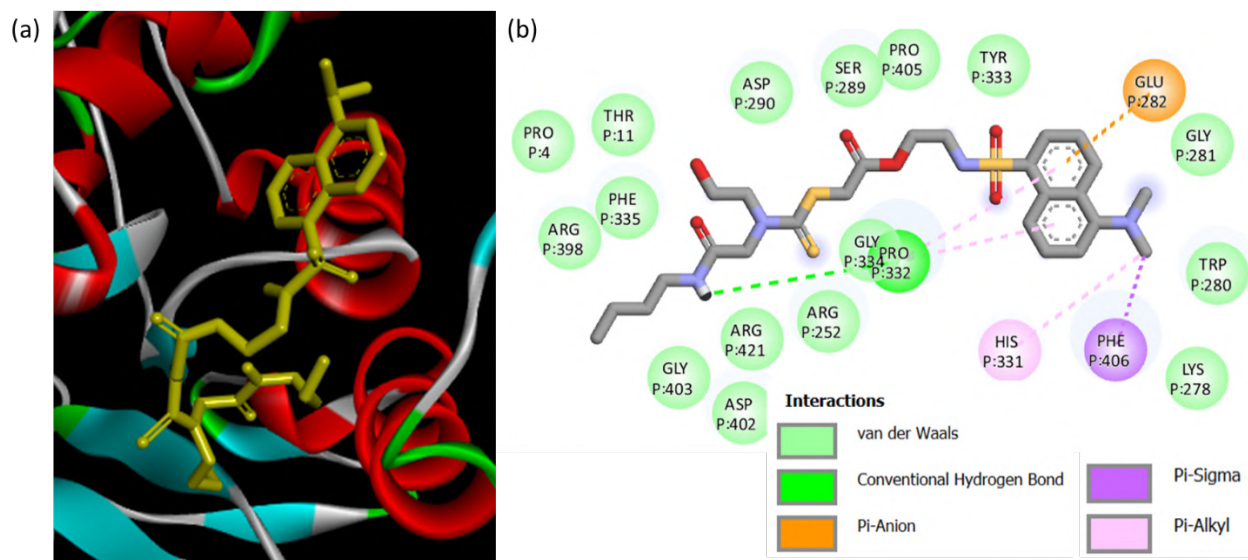 (a)
(b)
PRO
P:405
SER
P:289
TYR
P:333
ASP
P:290
GLU
P:282
THR
P:11
PRO
P:4
GLY
P:281
PHE
P:335
ARG
P:398
GLY
P:334
PRO
P:332
TRP
P:280
ARG
P:252
ARG
P:421
HIS
P:331
PHE
P:406
GLY
P:403
LYS
P:278
ASP
P:402
Interactions
van der Waals
Conventional Hydrogen Bond
Pi-Anion
Pi-Sigma
Pi-Alkyl